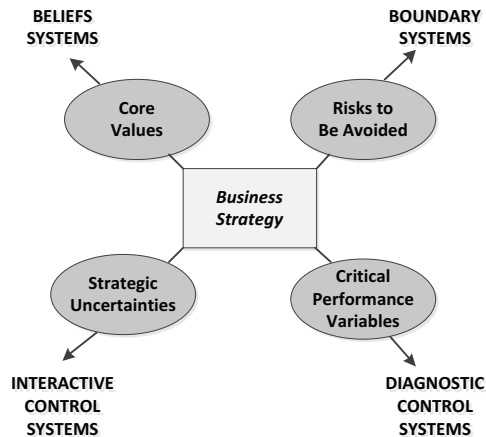 BELIEFS
SYSTEMS
BOUNDARY
SYSTEMS
Core
Values
Risks to
Be Avoided
Business
Strategy
Strategic
Uncertainties
Critical
Performance
Variables
INTERACTIVE
CONTROL
SYSTEMS
DIAGNOSTIC
CONTROL
SYSTEMS